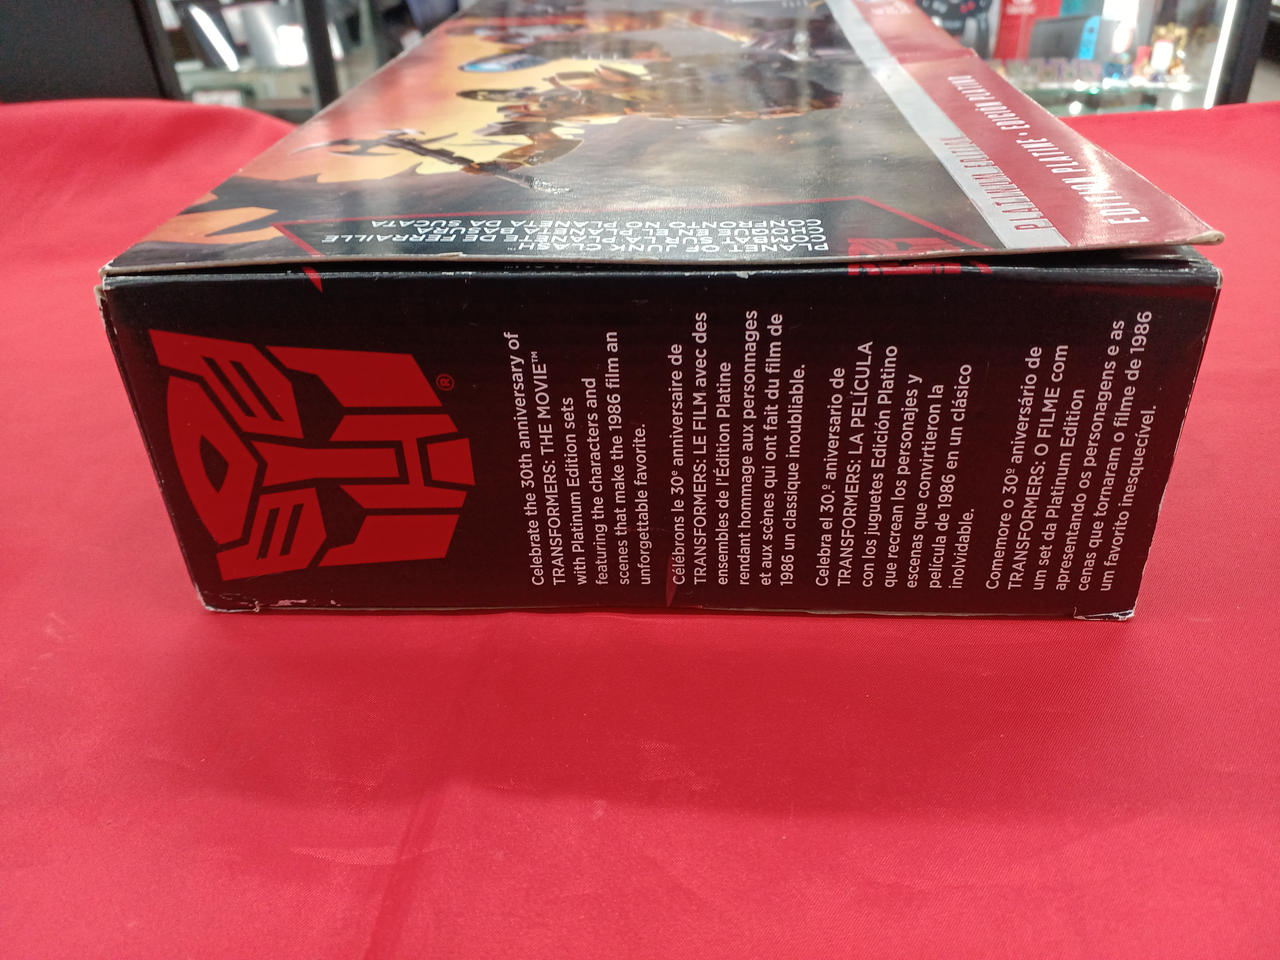 PLATINUM EDITION
ÉDITION PLATINE • EDICIÓN PLATINO
PLANET OF JUNK CLASH
COMBAT SUR LA PLANÈTE DE FERRAILLE
CHOQUE EN EL PLANETA BASURA
CONFRONTO NO PLANETA DA SUCATA
®
Celebrate the 30th anniversary of
TRANSFORMERS: THE MOVIE™
with Platinum Edition sets
featuring the characters and
scenes that make the 1986 film an
unforgettable favorite.
Célébrons le 30e anniversaire de
TRANSFORMERS: LE FILM avec des
ensembles de l'Édition Platine
rendant hommage aux personnages
et aux scènes qui ont fait du film de
1986 un classique inoubliable.
Celebra el 30.º aniversario de
TRANSFORMERS: LA PELÍCULA
con los juguetes Edición Platino
que recrean los personajes y
escenas que convirtieron la
película de 1986 en un clásico
inolvidable.
Comemore o 30º aniversário de
TRANSFORMERS: O FILME com
um set da Platinum Edition
apresentando os personagens e as
cenas que tornaram o filme de 1986
um favorito inesquecível.